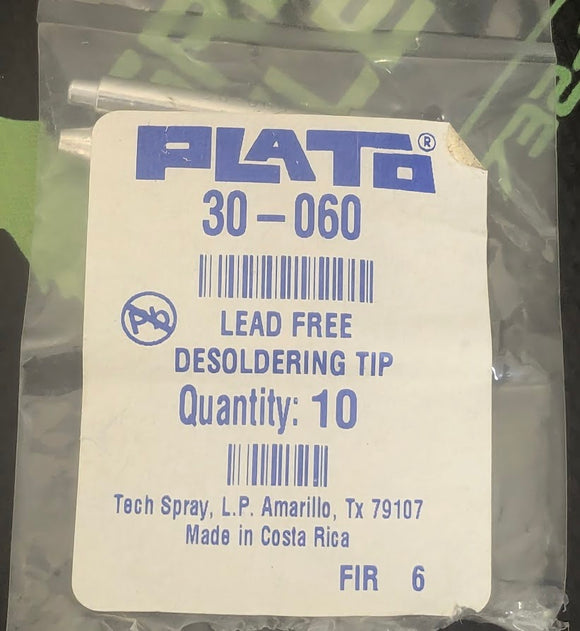 PLATO®
30-060
Pb
LEAD FREE
DESOLDERING TIP
Quantity: 10
Tech Spray, L.P. Amarillo, Tx 79107
Made in Costa Rica
FIR 6